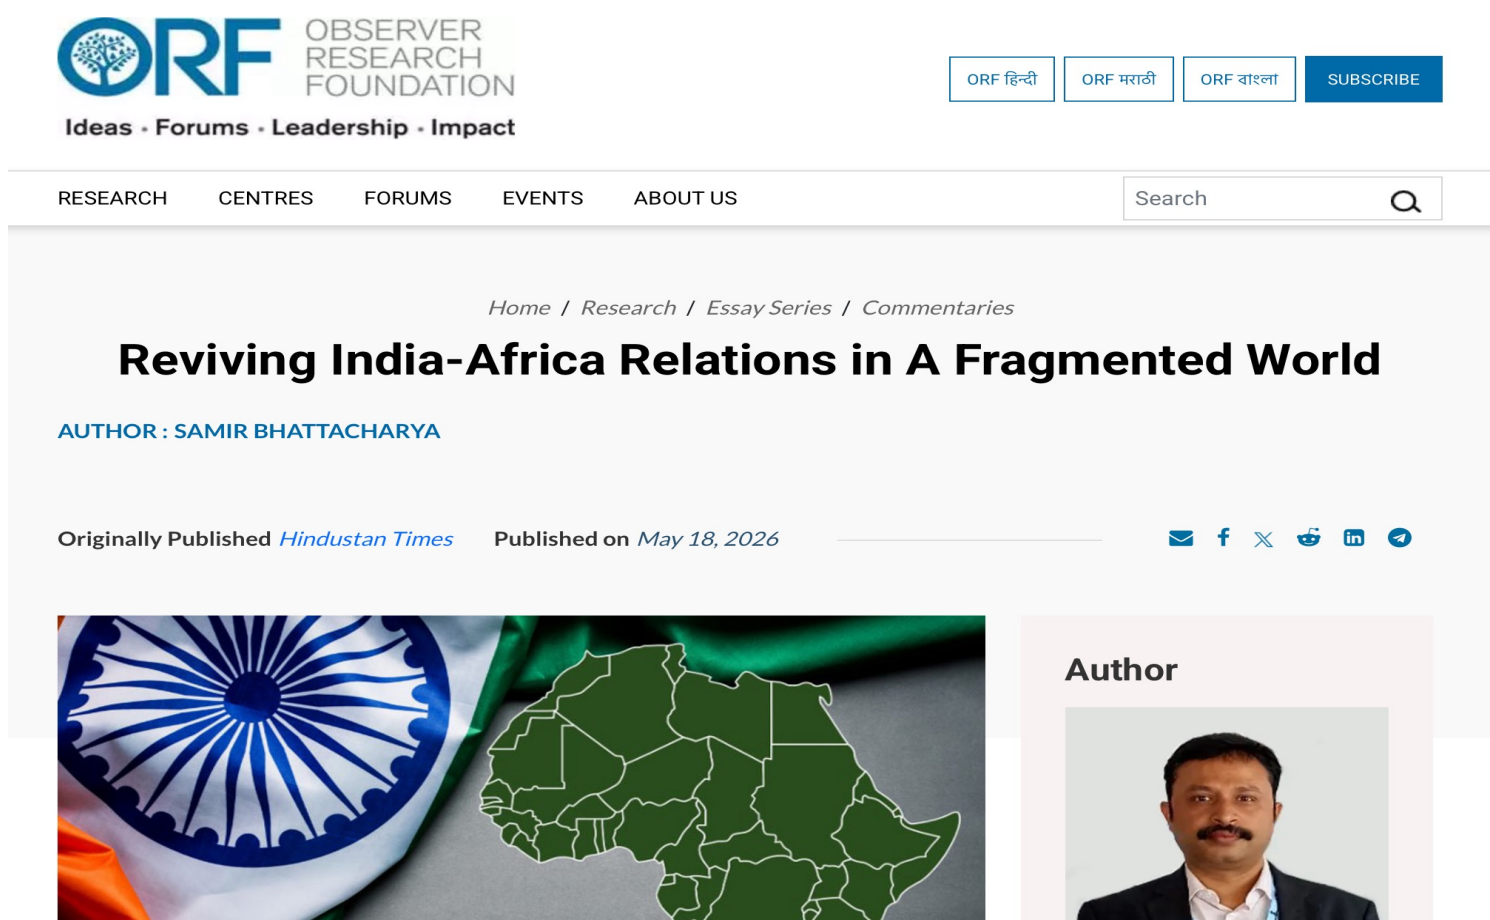 ORF OBSERVER
RESEARCH
FOUNDATION
Ideas · Forums · Leadership · Impact
ORF हिन्दी
ORF मराठी
ORF বাংলা
SUBSCRIBE
RESEARCH CENTRES FORUMS EVENTS ABOUT US
Search
Home / Research / Essay Series / Commentaries
Reviving India-Africa Relations in A Fragmented World
AUTHOR : SAMIR BHATTACHARYA
Originally Published Hindustan Times Published on May 18, 2026
Author